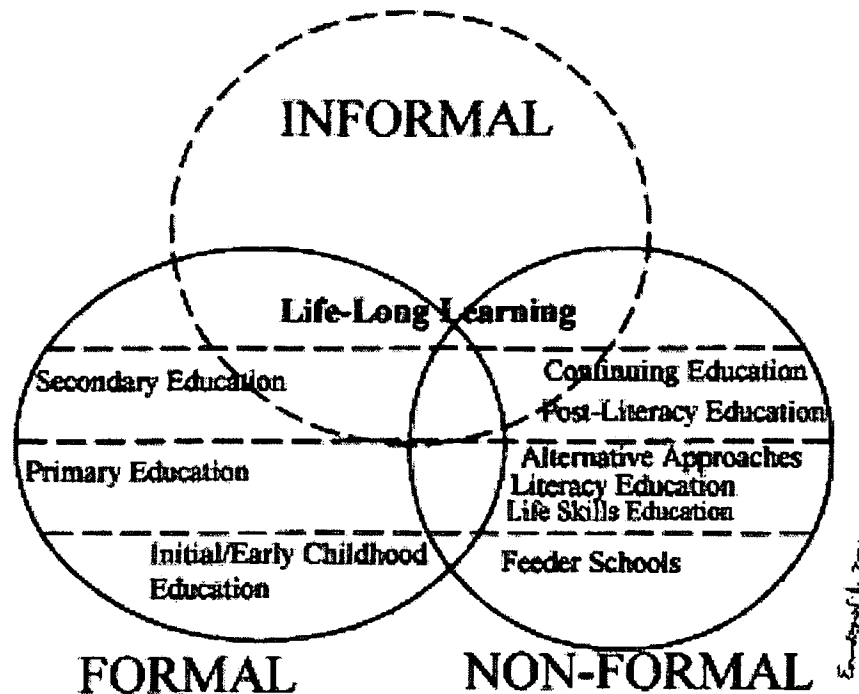 INFORMAL
Life-Long Learning
Secondary Education
Continuing Education
Post-Literacy Education
Primary Education
Alternative Approaches
Literacy Education
Life Skills Education
Initial/Early Childhood
Education
Feeder Schools
FORMAL
NON-FORMAL